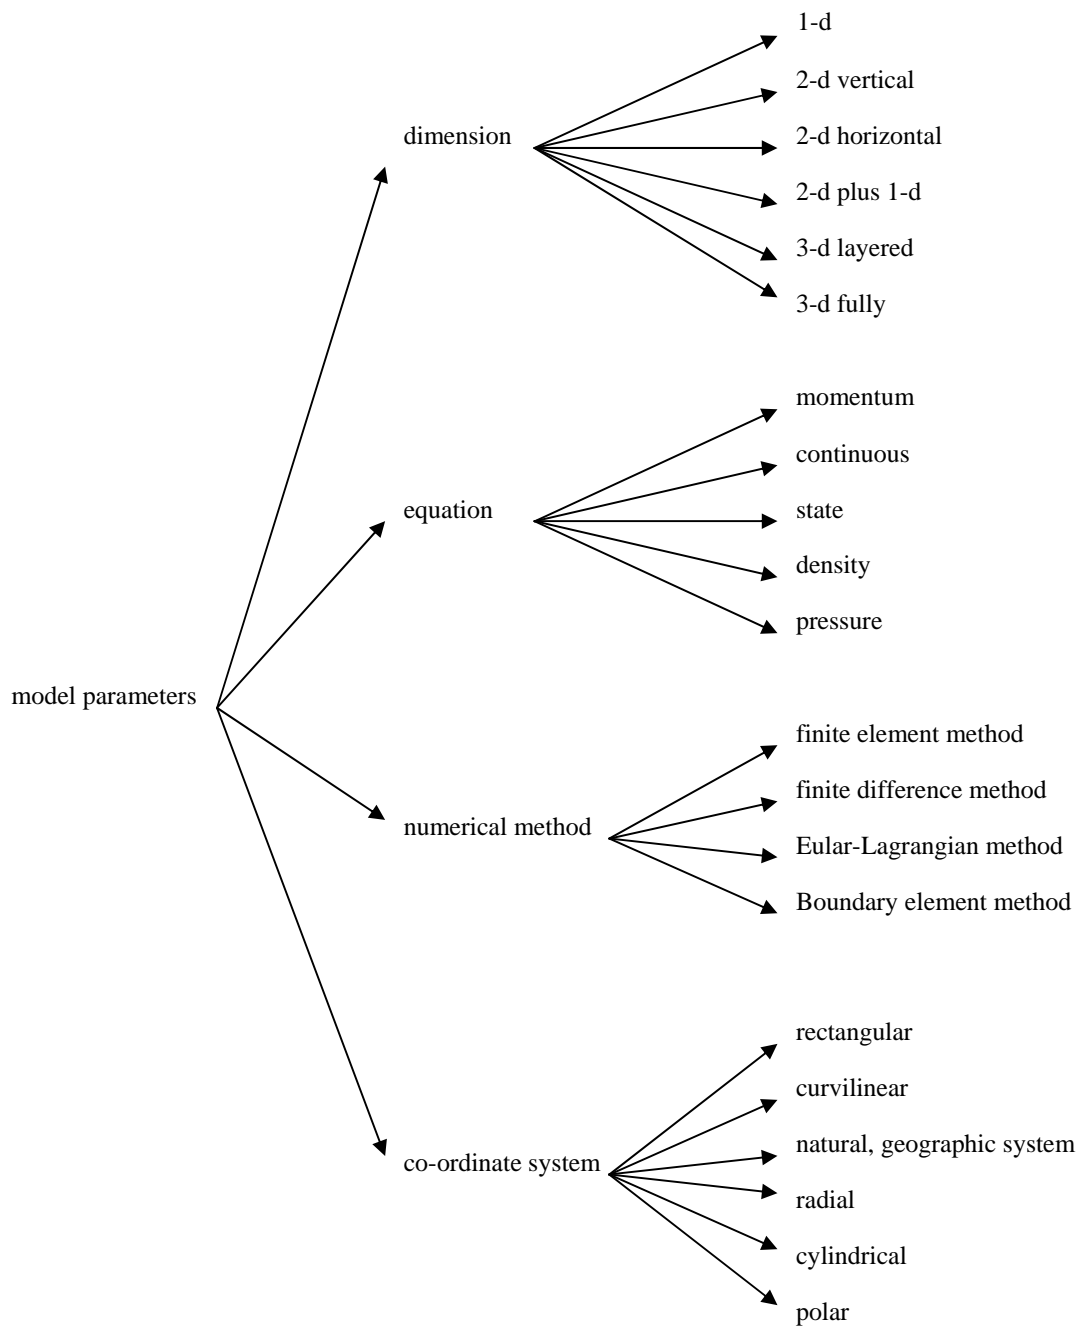 model parameters
dimension
1-d
2-d vertical
2-d horizontal
2-d plus 1-d
3-d layered
3-d fully
equation
momentum
continuous
state
density
pressure
numerical method
finite element method
finite difference method
Eular-Lagrangian method
Boundary element method
co-ordinate system
rectangular
curvilinear
natural, geographic system
radial
cylindrical
polar